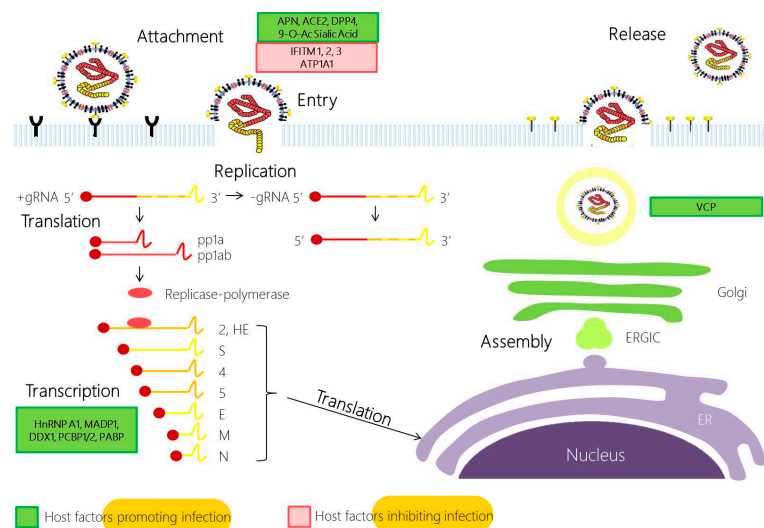 APN, ACE2, DPP4,
9-O-Ac Sialic Acid
Attachment
IFITM 1, 2, 3
ATP1A1
Release
Entry
Replication
+gRNA 5’
3’
-gRNA 5’
3’
VCP
Translation
pp1a
pp1ab
5’
3’
Replicase-polymerase
Golgi
2, HE
Assembly
ERGIC
S
4
Transcription
5
HnRNP A1, MADP1,
DDX1, PCBP1/2, PABP
E
M
N
Translation
ER
Nucleus
Host factors promoting infection
Host factors inhibiting infection